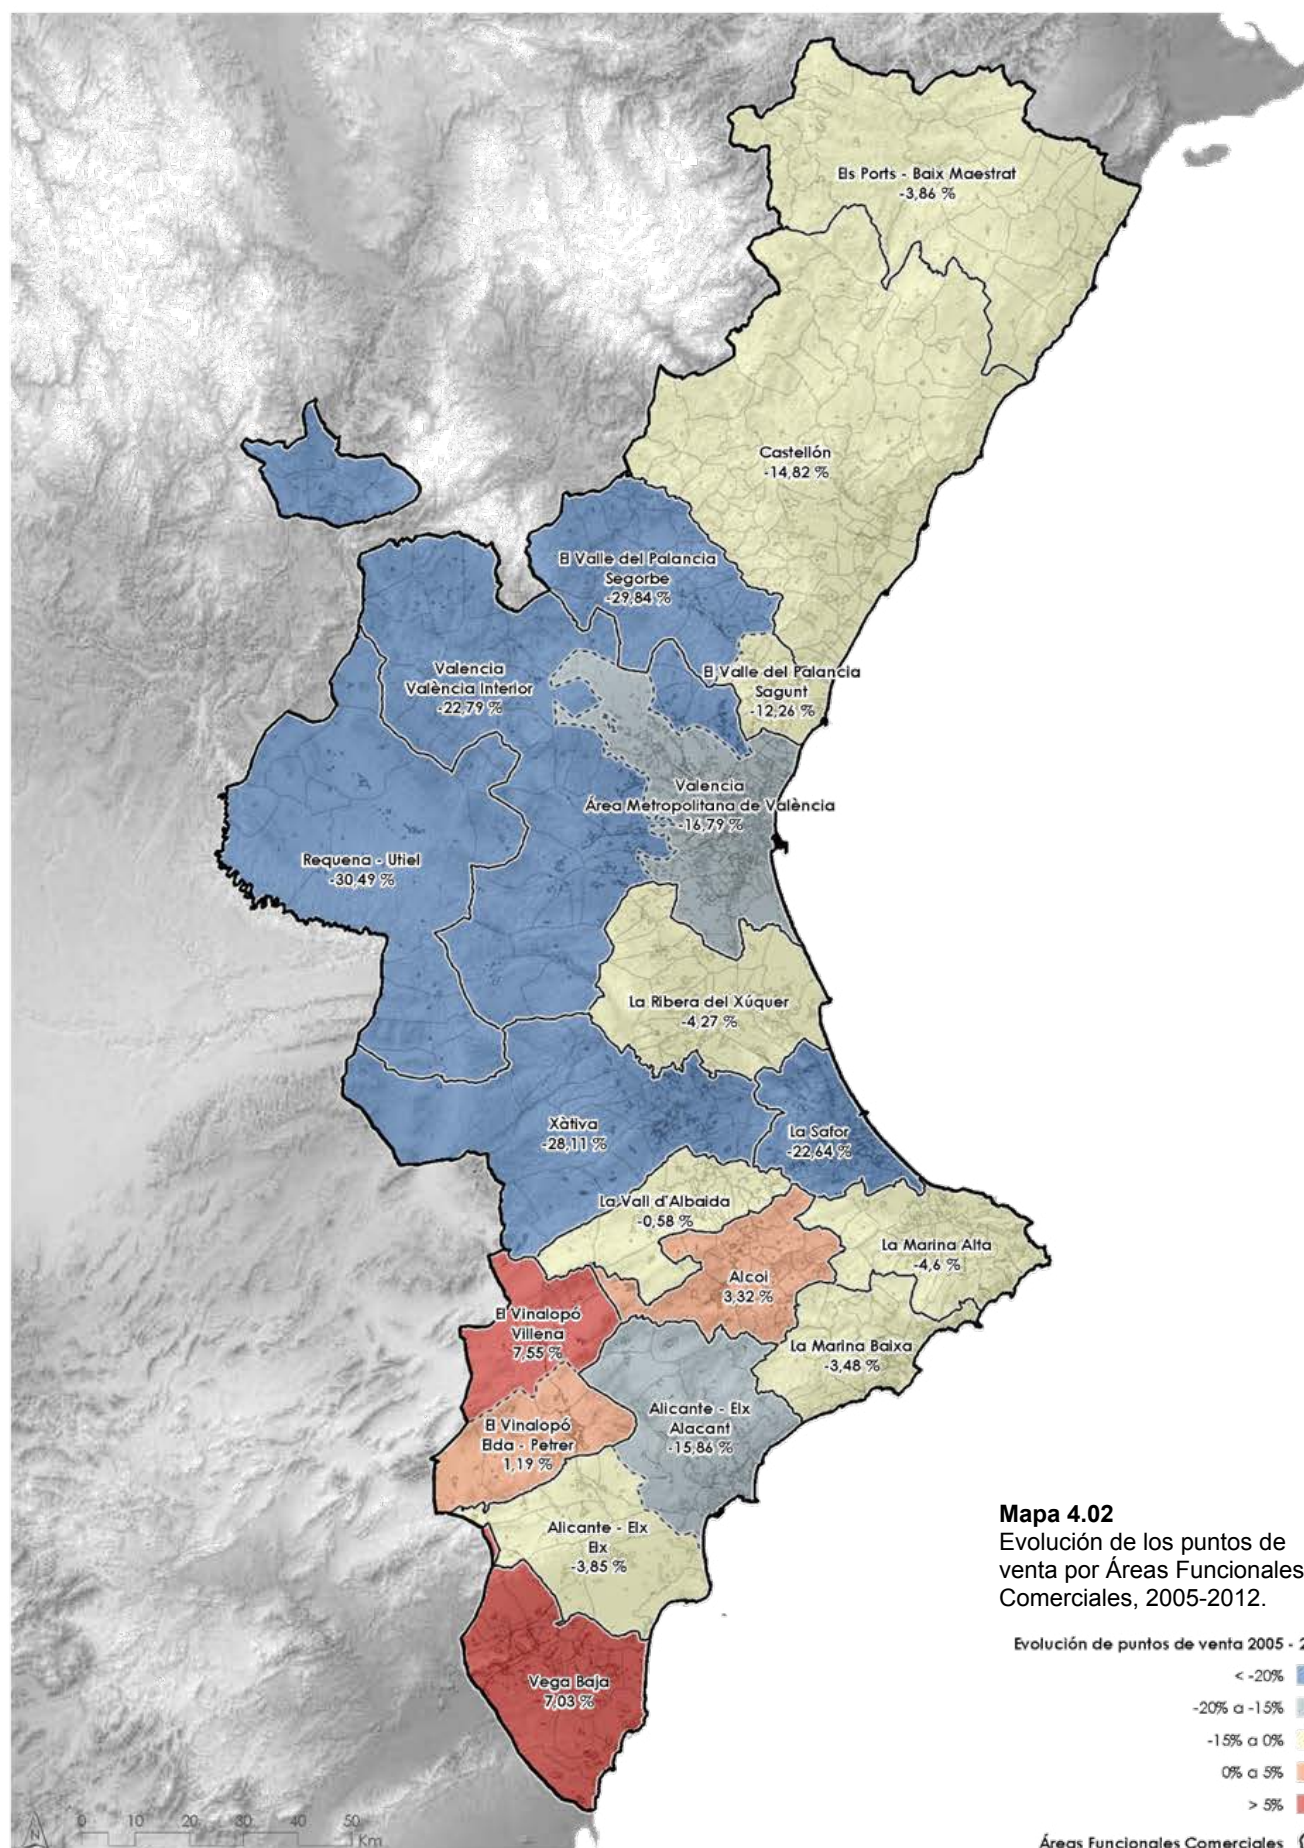 Els Ports - Baix Maestrat
-3,86 %
Castellón
-14,82 %
El Valle del Palancia
Segorbe
-29,84 %
Valencia
València Interior
-22,79 %
El Valle del Palancia
Sagunt
-12,26 %
Valencia
Área Metropolitana de València
-16,79 %
Requena - Utiel
-30,49 %
La Ribera del Xúquer
-4,27 %
Xàtiva
-28,11 %
La Safor
-22,64 %
La Vall d'Albaida
-0,58 %
La Marina Alta
-4,6 %
Alcoi
3,32 %
El Vinalopó
Villena
7,55 %
La Marina Baixa
-3,48 %
Alicante - Elx
Alacant
-15,86 %
El Vinalopó
Elda - Petrer
1,19 %
Alicante - Elx
Elx
-3,85 %
Vega Baja
7,03 %
Mapa 4.02
Evolución de los puntos de
venta por Áreas Funcionales
Comerciales, 2005-2012.
Evolución de puntos de venta 2005 - 2
< -20%
-20% a -15%
-15% a 0%
0% a 5%
> 5%
Áreas Funcionales Comerciales
N
0 10 20 30 40 50
Km